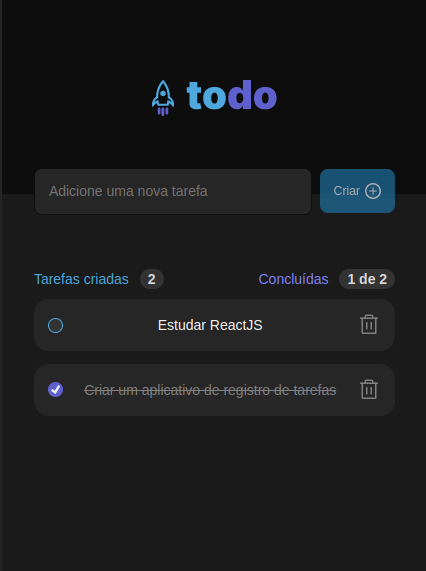 todo
Adicione uma nova tarefa
Criar
Tarefas criadas 2
Concluídas 1 de 2
Estudar ReactJS
Criar um aplicativo de registro de tarefas